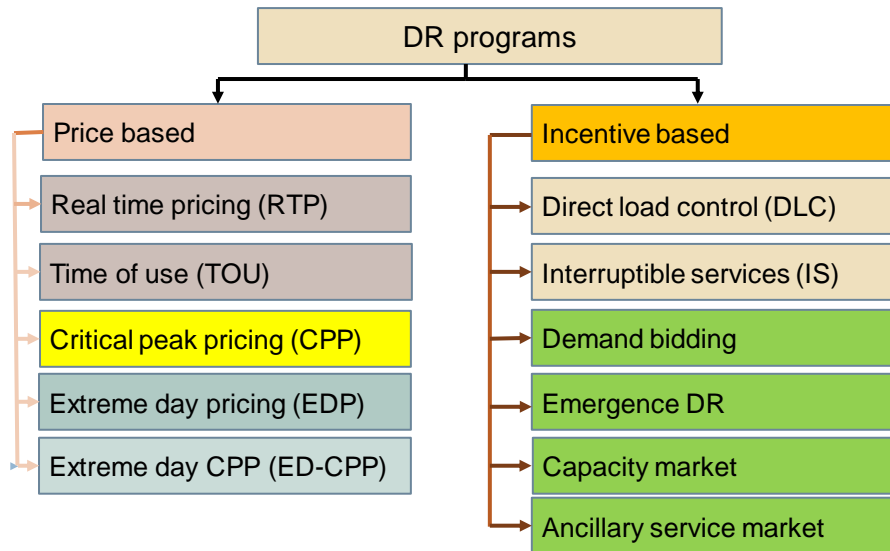 DR programs
Price based
Real time pricing (RTP)
Time of use (TOU)
Critical peak pricing (CPP)
Extreme day pricing (EDP)
Extreme day CPP (ED-CPP)
Incentive based
Direct load control (DLC)
Interruptible services (IS)
Demand bidding
Emergence DR
Capacity market
Ancillary service market